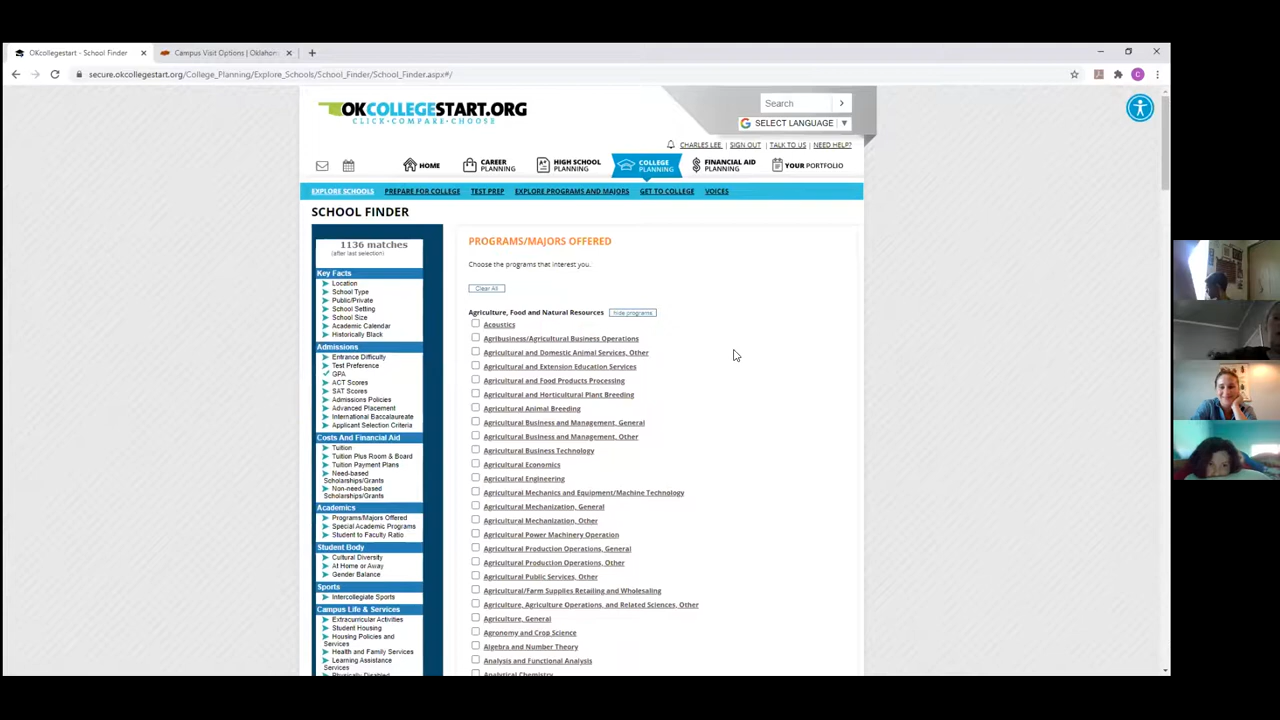 OKcollegestart - School Finder
Campus Visit Options | Oklahom
secure.okcollegestart.org/College_Planning/Explore_Schools/School_Finder/School_Finder.aspx#/
C
OKCOLLEGESTART.ORG
CLICK•COMPARE•CHOOSE
Search
G SELECT LANGUAGE ▼
CHARLES LEE | SIGN OUT | TALK TO US | NEED HELP?
HOME
CAREER PLANNING
HIGH SCHOOL PLANNING
COLLEGE PLANNING
FINANCIAL AID PLANNING
YOUR PORTFOLIO
EXPLORE SCHOOLS PREPARE FOR COLLEGE TEST PREP EXPLORE PROGRAMS AND MAJORS GET TO COLLEGE VOICES
SCHOOL FINDER
1136 matches
(after last selection)
Key Facts
Location
School Type
Public/Private
School Setting
School Size
Academic Calendar
Historically Black
Admissions
Entrance Difficulty
Test Preference
GPA
ACT Scores
SAT Scores
Admissions Policies
Advanced Placement
International Baccalaureate
Applicant Selection Criteria
Costs And Financial Aid
Tuition
Tuition Plus Room & Board
Tuition Payment Plans
Need-based
Scholarships/Grants
Non-need-based
Scholarships/Grants
Academics
Programs/Majors Offered
Special Academic Programs
Student to Faculty Ratio
Student Body
Cultural Diversity
At Home or Away
Gender Balance
Sports
Intercollegiate Sports
Campus Life & Services
Extracurricular Activities
Student Housing
Housing Policies and
Services
Health and Family Services
Learning Assistance
Services
Physically Disabled
PROGRAMS/MAJORS OFFERED
Choose the programs that interest you.
Clear All
Agriculture, Food and Natural Resources hide programs
Acoustics
Agribusiness/Agricultural Business Operations
Agricultural and Domestic Animal Services, Other
Agricultural and Extension Education Services
Agricultural and Food Products Processing
Agricultural and Horticultural Plant Breeding
Agricultural Animal Breeding
Agricultural Business and Management, General
Agricultural Business and Management, Other
Agricultural Business Technology
Agricultural Economics
Agricultural Engineering
Agricultural Mechanics and Equipment/Machine Technology
Agricultural Mechanization, General
Agricultural Mechanization, Other
Agricultural Power Machinery Operation
Agricultural Production Operations, General
Agricultural Production Operations, Other
Agricultural Public Services, Other
Agricultural/Farm Supplies Retailing and Wholesaling
Agriculture, Agriculture Operations, and Related Sciences, Other
Agriculture, General
Agronomy and Crop Science
Algebra and Number Theory
Analysis and Functional Analysis
Analytical Chemistry